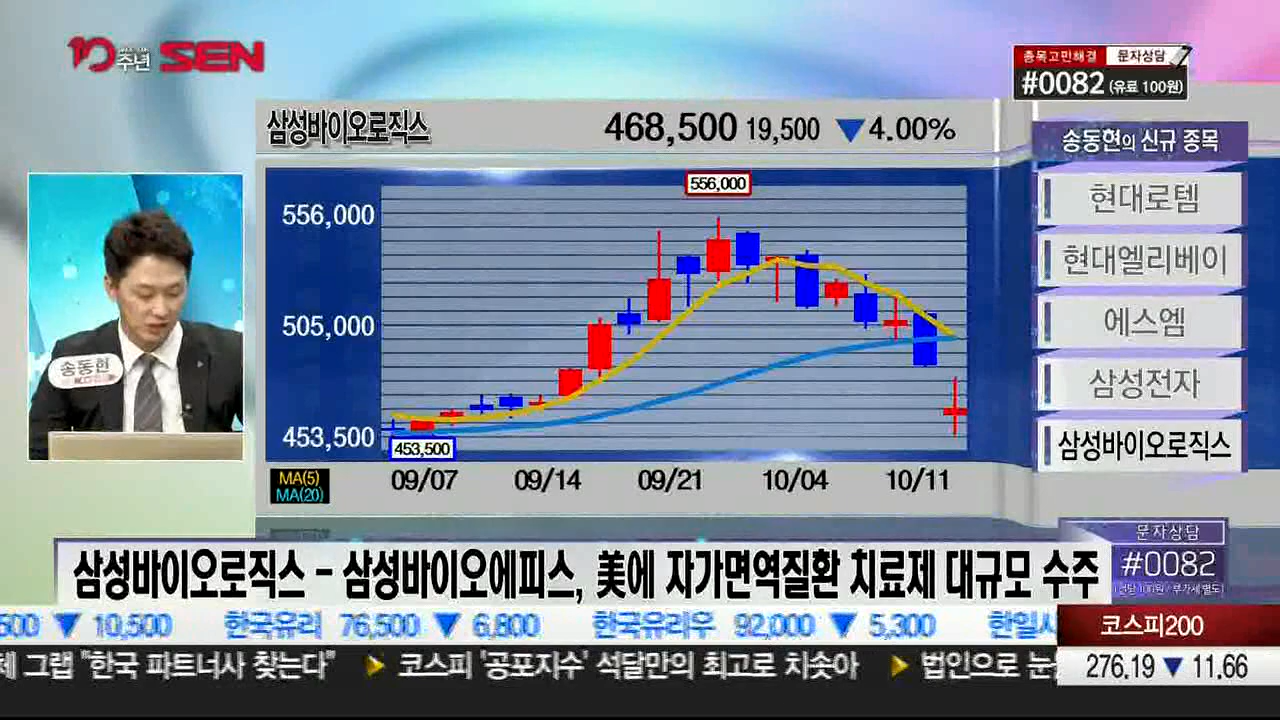 10주년 SEN
종목고민해결 문자상담
#0082 (유료 100원)
삼성바이오로직스 468,500 19,500 ▼4.00%
556,000
556,000
505,000
453,500
453,500
MA(5)
MA(20)
09/07 09/14 09/21 10/04 10/11
송동현
송동현의 신규 종목
현대로템
현대엘리베이
에스엠
삼성전자
삼성바이오로직스
삼성바이오로직스 - 삼성바이오에피스, 美에 자가면역질환 치료제 대규모 수주
문자상담
#0082
500 ▼ 10,500 한국유리 76,500 ▼ 6,800 한국유리우 92,000 ▼ 5,300 한일시
코스피200
276.19 ▼ 11.66
그랩 "한국 파트너사 찾는다" ▶ 코스피 '공포지수' 석달만의 최고로 치솟아 ▶ 법인으로